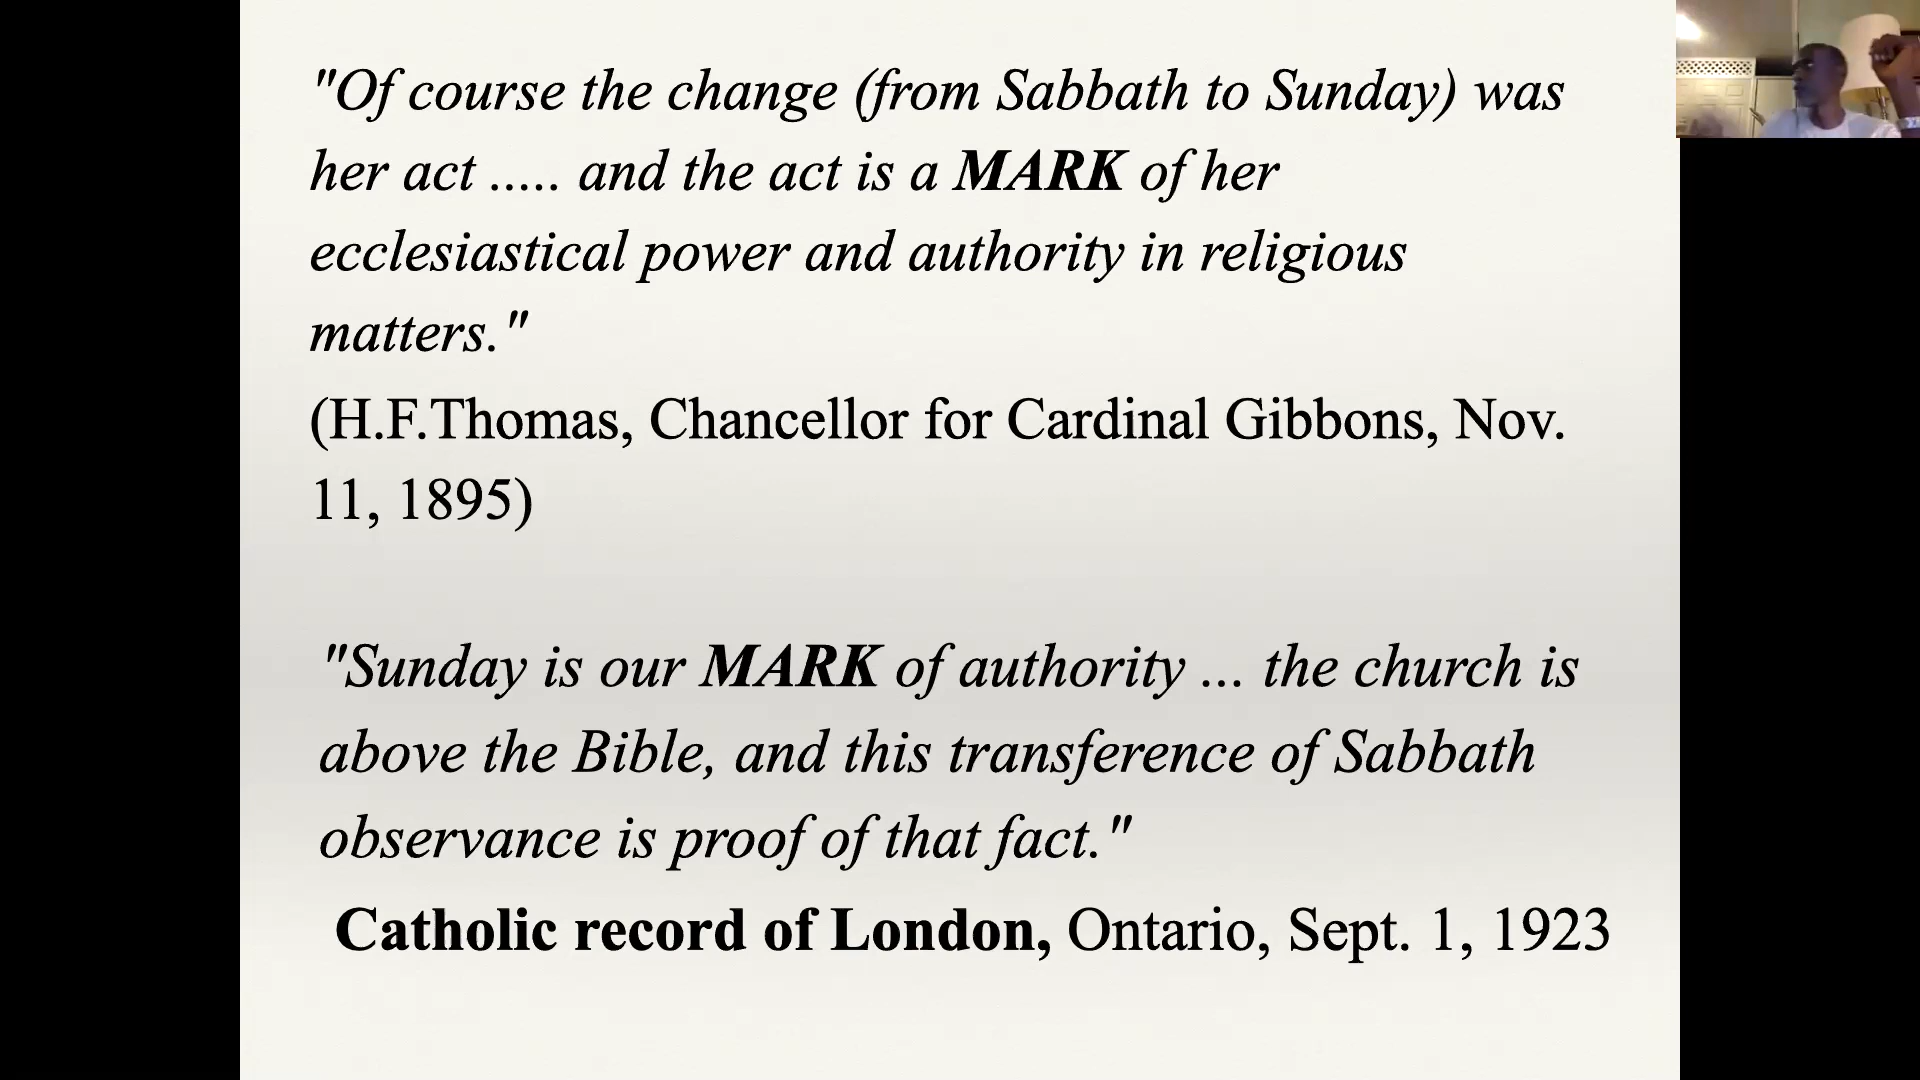 "Of course the change (from Sabbath to Sunday) was
her act ..... and the act is a MARK of her
ecclesiastical power and authority in religious
matters."
(H.F.Thomas, Chancellor for Cardinal Gibbons, Nov.
11, 1895)
"Sunday is our MARK of authority ... the church is
above the Bible, and this transference of Sabbath
observance is proof of that fact."
Catholic record of London, Ontario, Sept. 1, 1923